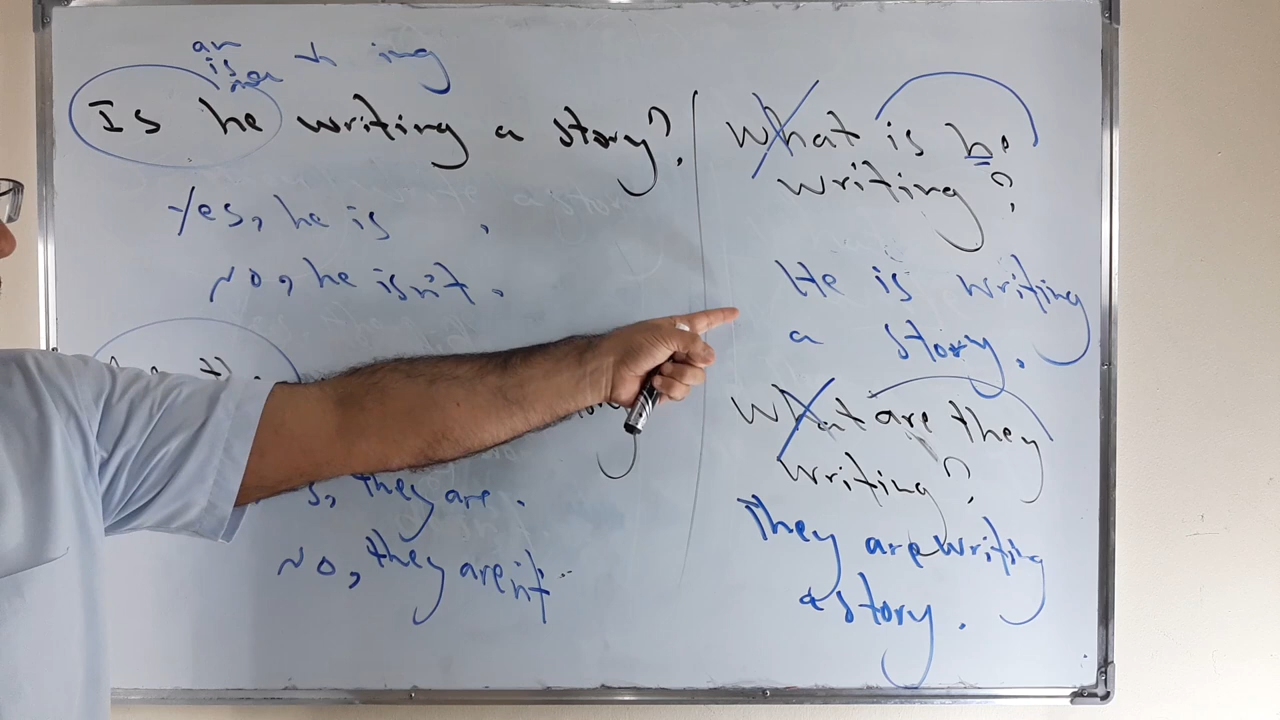 is
ing
Is he writing a story?
Yes, he is .
No, he isn't.
they are.
No, they aren't
What is he
writing?
He is writing
a story.
What are they
writing?
They are writing
a story.